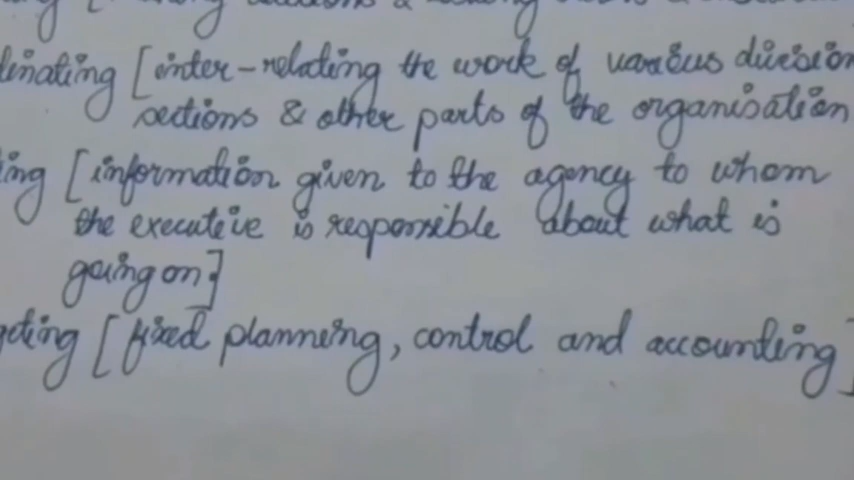 dinating [inter-relating the work of various division
sections & other parts of the organisation
ing [information given to the agency to whom
the executive is responsible about what is
going on]
geting [fixed planning, control and accounting]